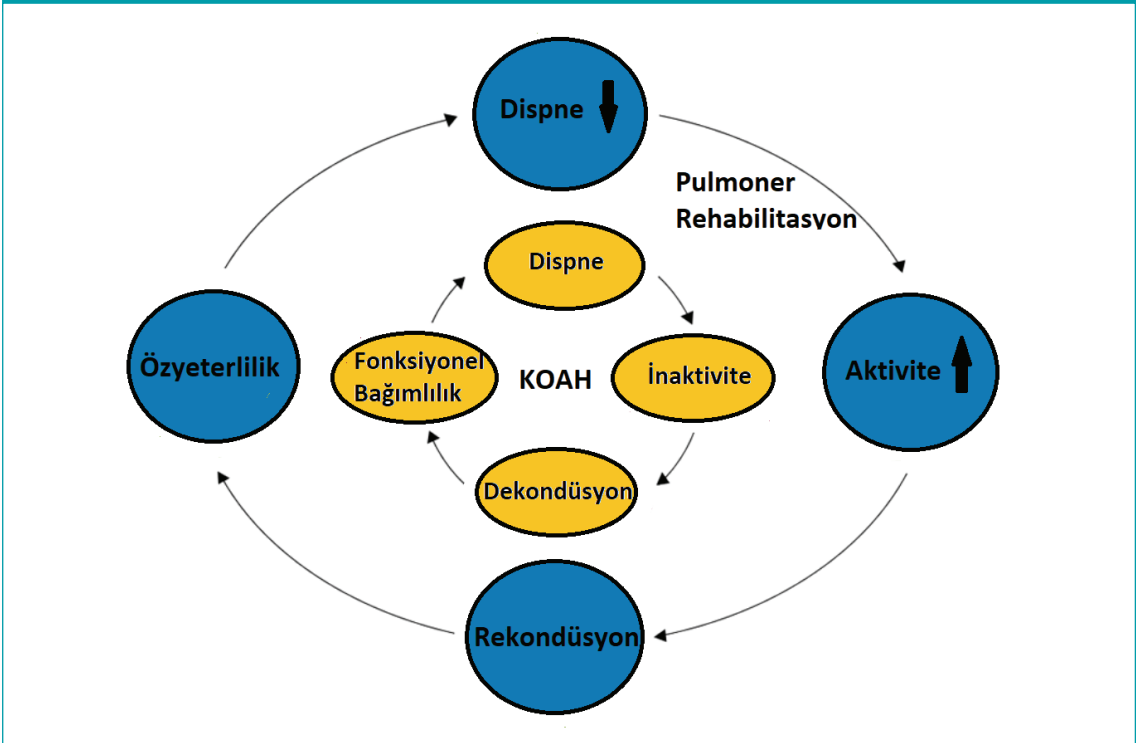 Dispne
Pulmoner
Rehabilitasyon
Dispne
Özyeterlilik
Fonksiyonel
Bağımlılık
KOAH
İnaktivite
Aktivite
Dekondüsyon
Rekondüsyon